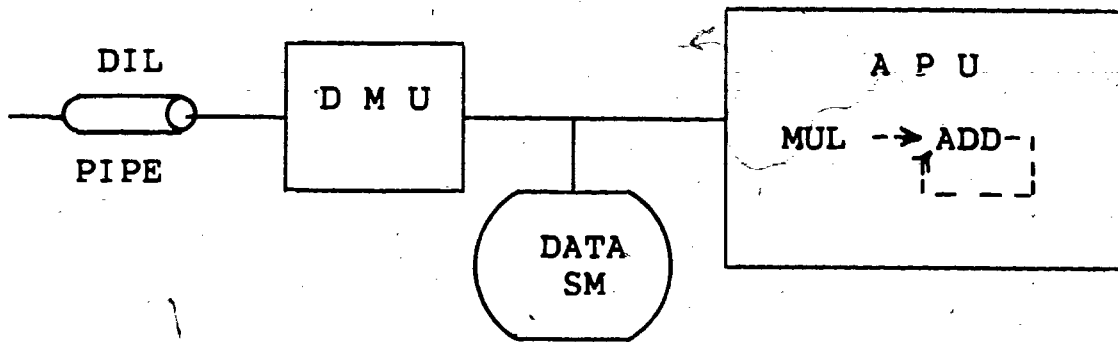 DIL
PIPE
D M U
DATA
SM
A P U
MUL ADD